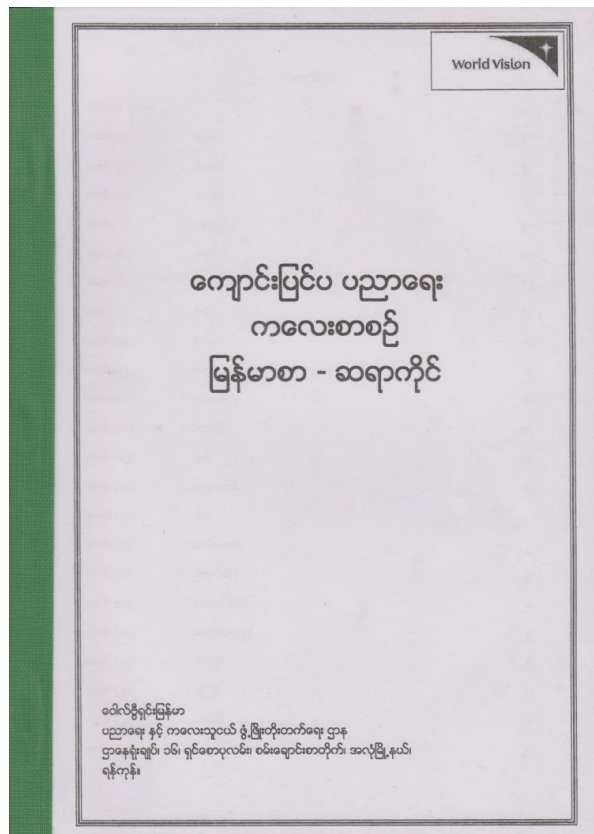 World Vision
ကျောင်းပြင်ပ ပညာရေး
ကလေးစာစဉ်
မြန်မာစာ - ဆရာကိုင်
ဝေါလ်ဗွီရှင်းမြန်မာ
ပညာရေး နှင့် ကလေးသူငယ် ဖွံ့ဖြိုးတိုးတက်ရေး ဌာန
ဌာနေရုံးချုပ်၊ ၁၆၊ ရှင်စောပုလမ်း၊ စမ်းချောင်းစာတိုက်၊ အလုံမြို့နယ်၊
ရန်ကုန်။